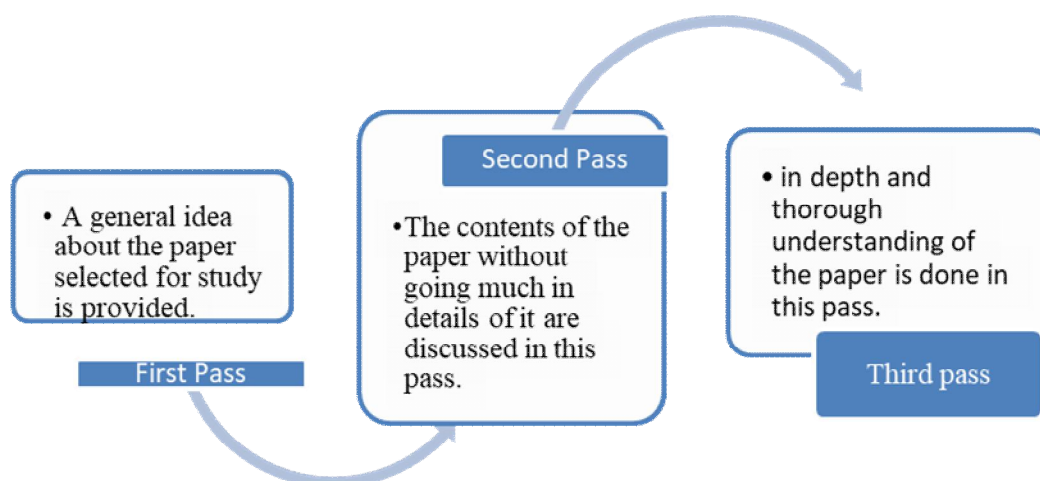 • A general idea
about the paper
selected for study
is provided.
First Pass
Second Pass
•The contents of the
paper without
going much in
details of it are
discussed in this
pass.
• in depth and
thorough
understanding of
the paper is done in
this pass.
Third pass